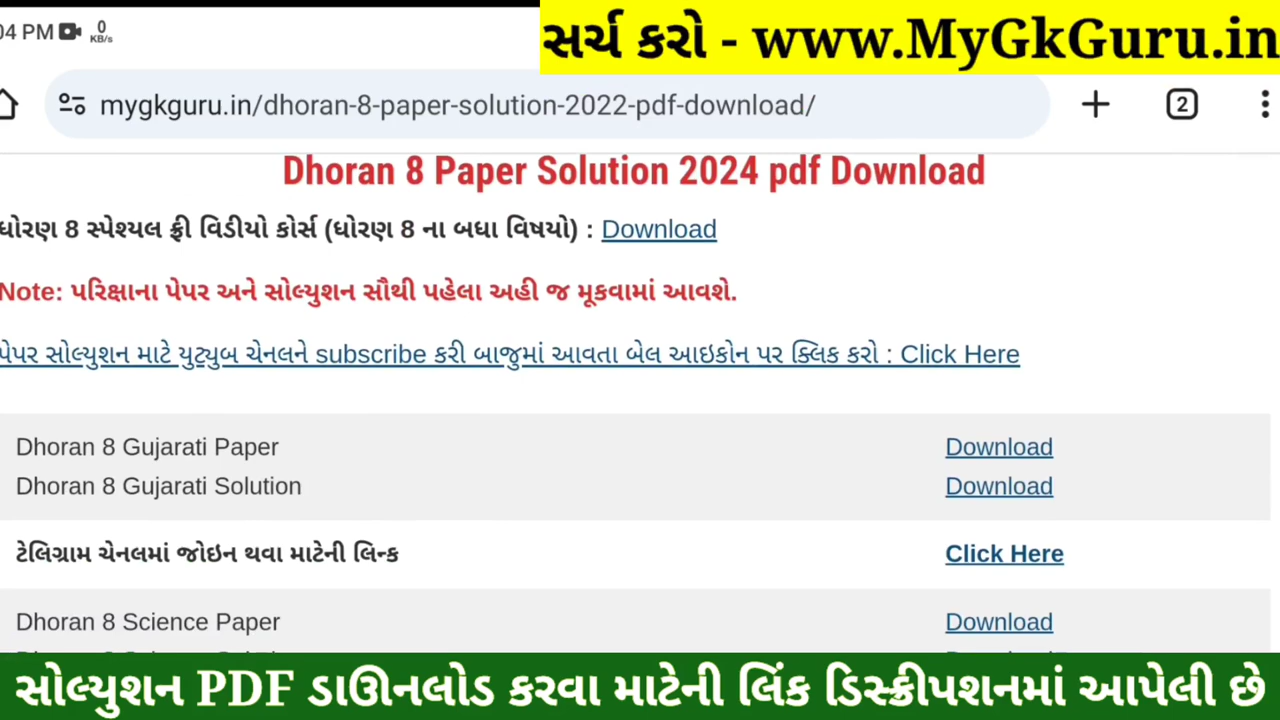 04 PM 0 KB/s
સર્ચ કરો - www.MyGkGuru.in
mygkguru.in/dhoran-8-paper-solution-2022-pdf-download/ 2
Dhoran 8 Paper Solution 2024 pdf Download
ધોરણ 8 સ્પેશ્યલ ફ્રી વિડીયો કોર્સ (ધોરણ 8 ના બધા વિષયો) : Download
Note: પરિક્ષાના પેપર અને સોલ્યુશન સૌથી પહેલા અહી જ મૂકવામાં આવશે.
પેપર સોલ્યુશન માટે યુટ્યુબ ચેનલને subscribe કરી બાજુમાં આવતા બેલ આઇકોન પર ક્લિક કરો : Click Here
Dhoran 8 Gujarati Paper Download
Dhoran 8 Gujarati Solution Download
ટેલિગ્રામ ચેનલમાં જોઇન થવા માટેની લિન્ક Click Here
Dhoran 8 Science Paper Download
સોલ્યુશન PDF ડાઊનલોડ કરવા માટેની લિંક ડિસ્ક્રીપશનમાં આપેલી છે